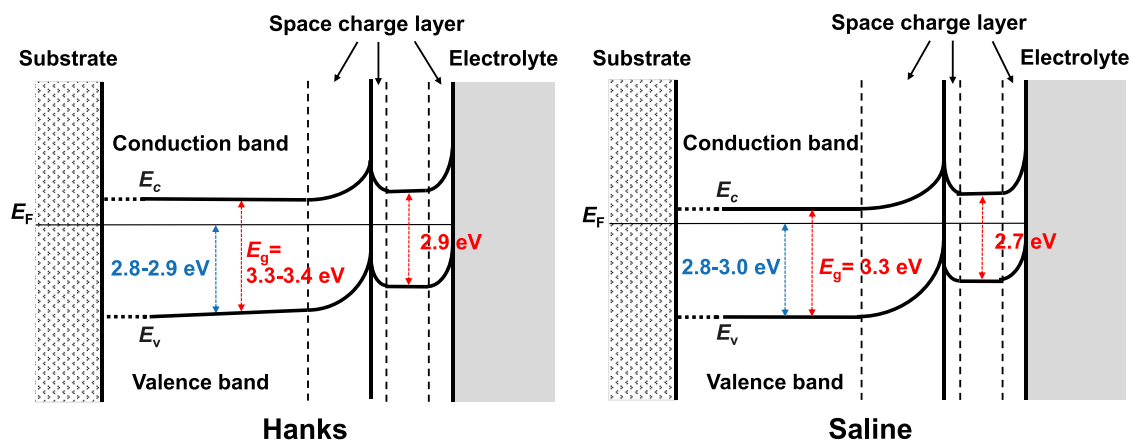 Space charge layer
Substrate
Electrolyte
Conduction band
Ec
EF
2.8-2.9 eV
Eg=
3.3-3.4 eV
2.9 eV
Ev
Valence band
Hanks
Space charge layer
Substrate
Electrolyte
Conduction band
Ec
EF
2.8-3.0 eV
Eg= 3.3 eV
2.7 eV
Ev
Valence band
Saline